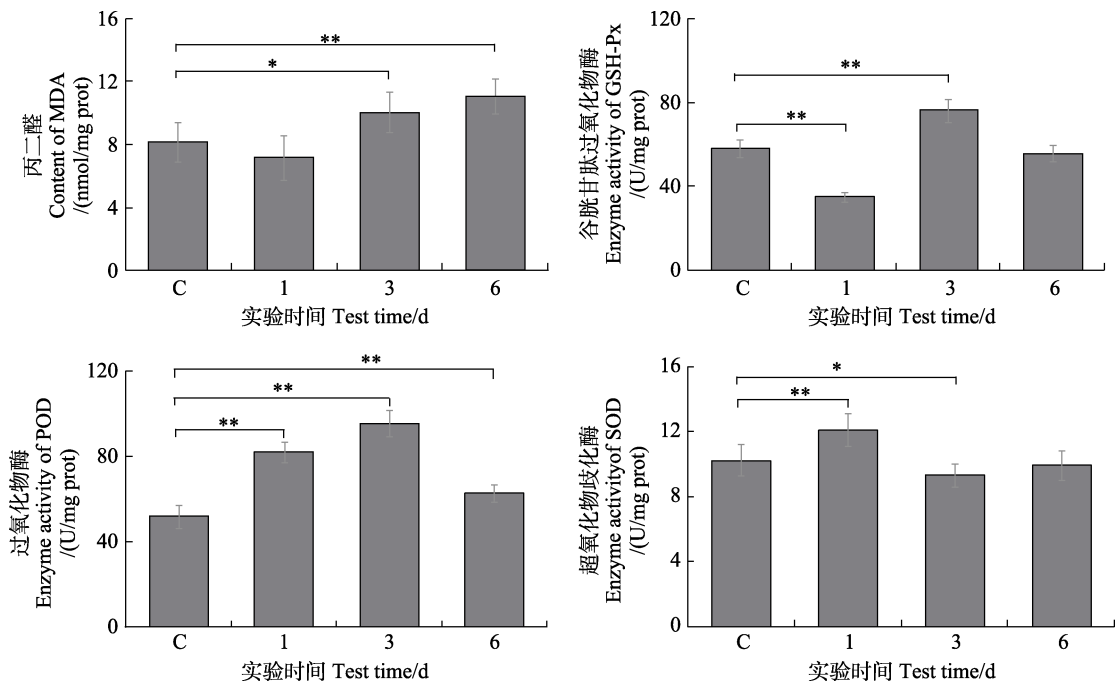 丙二醛
Content of MDA
/(nmol/mg prot)
16
12
8
4
0
**
*
C 1 3 6
实验时间 Test time/d
谷胱甘肽过氧化物酶
Enzyme activity of GSH-Px
/(U/mg prot)
120
80
40
0
**
**
C 1 3 6
实验时间 Test time/d
过氧化物酶
Enzyme activity of POD
/(U/mg prot)
120
80
40
0
**
**
**
C 1 3 6
实验时间 Test time/d
超氧化物歧化酶
Enzyme activityof SOD
/(U/mg prot)
16
12
8
4
0
*
**
C 1 3 6
实验时间 Test time/d